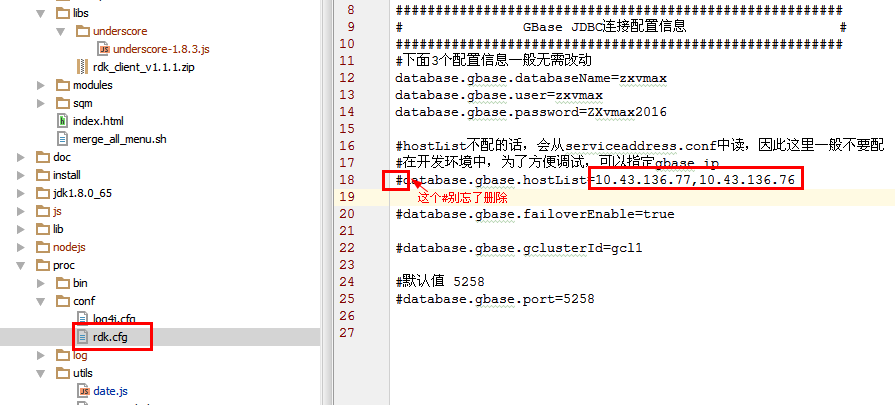 libs
underscore
underscore-1.8.3.js
rdk_client_v1.1.1.zip
modules
sqm
index.html
merge_all_menu.sh
doc
install
jdk1.8.0_65
js
lib
nodejs
proc
bin
conf
log4j.cfg
rdk.cfg
log
utils
date.js
8 #####################################################
9 # GBase JDBC连接配置信息 #
10 #####################################################
11 #下面3个配置信息一般无需改动
12 database.gbase.databaseName=zxvmax
13 database.gbase.user=zxvmax
14 database.gbase.password=ZXvmax2016
15
16 #hostList不配的话，会从serviceaddress.conf中读，因此这里一般不要配
17 #在开发环境中，为了方便调试，可以指定gbase ip
18 #database.gbase.hostList=10.43.136.77,10.43.136.76
19 这个#别忘了删除
20 #database.gbase.failoverEnable=true
21
22 #database.gbase.gclusterId=gcl1
23
24 #默认值 5258
25 #database.gbase.port=5258
26
27